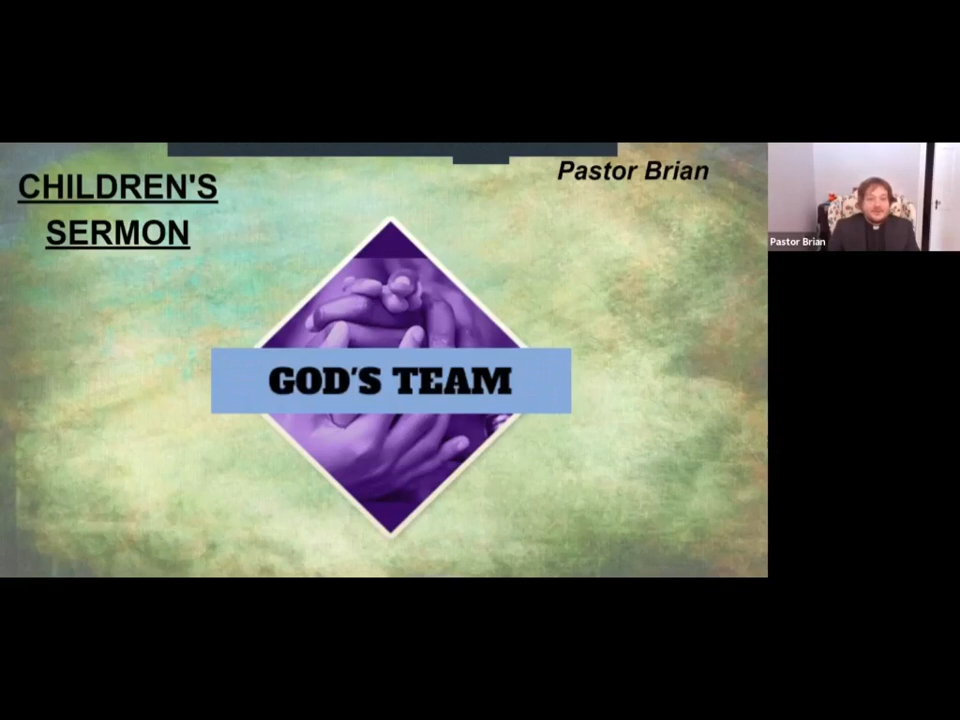 CHILDREN'S
SERMON
Pastor Brian
GOD'S TEAM
Pastor Brian